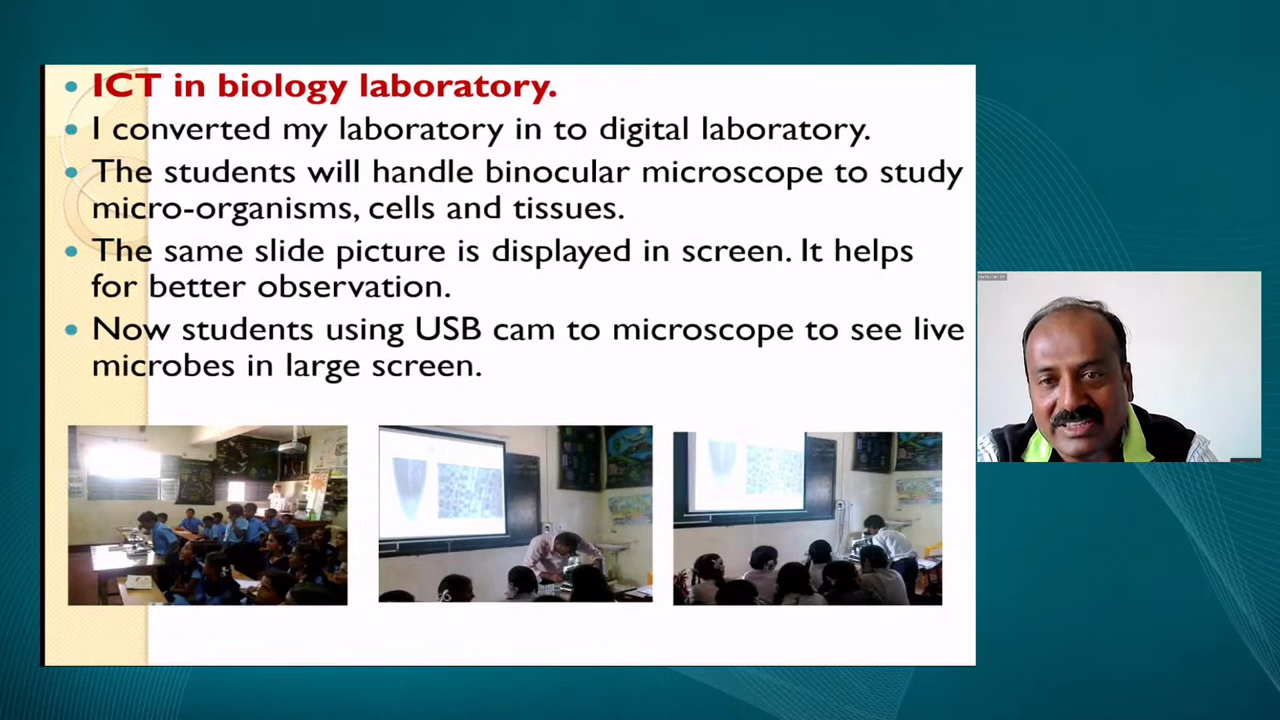 ICT in biology laboratory.
I converted my laboratory in to digital laboratory.
The students will handle binocular microscope to study
micro-organisms, cells and tissues.
The same slide picture is displayed in screen. It helps
for better observation.
Now students using USB cam to microscope to see live
microbes in large screen.